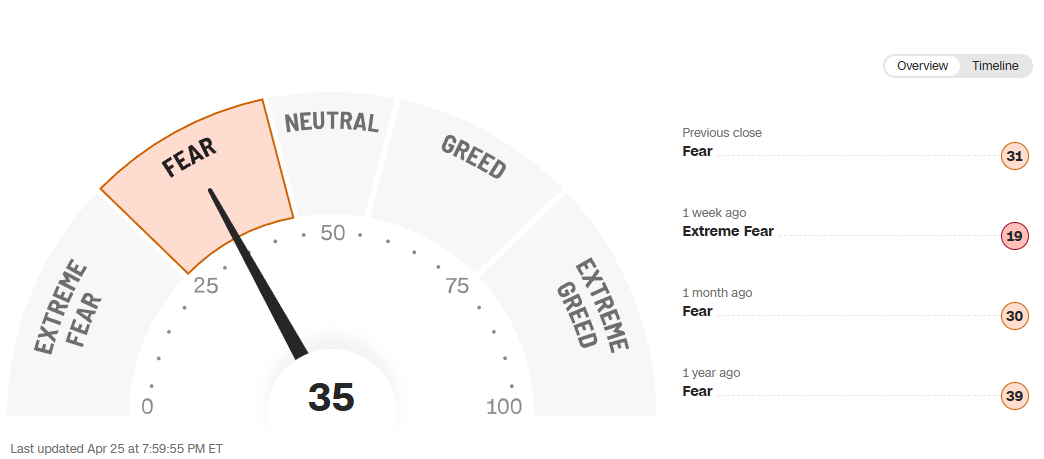 Overview
Timeline
EXTREME
FEAR
FEAR
NEUTRAL
GREED
EXTREME
GREED
0
25
50
75
100
35
Last updated Apr 25 at 7:59:55 PM ET
Previous close
Fear 31
1 week ago
Extreme Fear 19
1 month ago
Fear 30
1 year ago
Fear 39